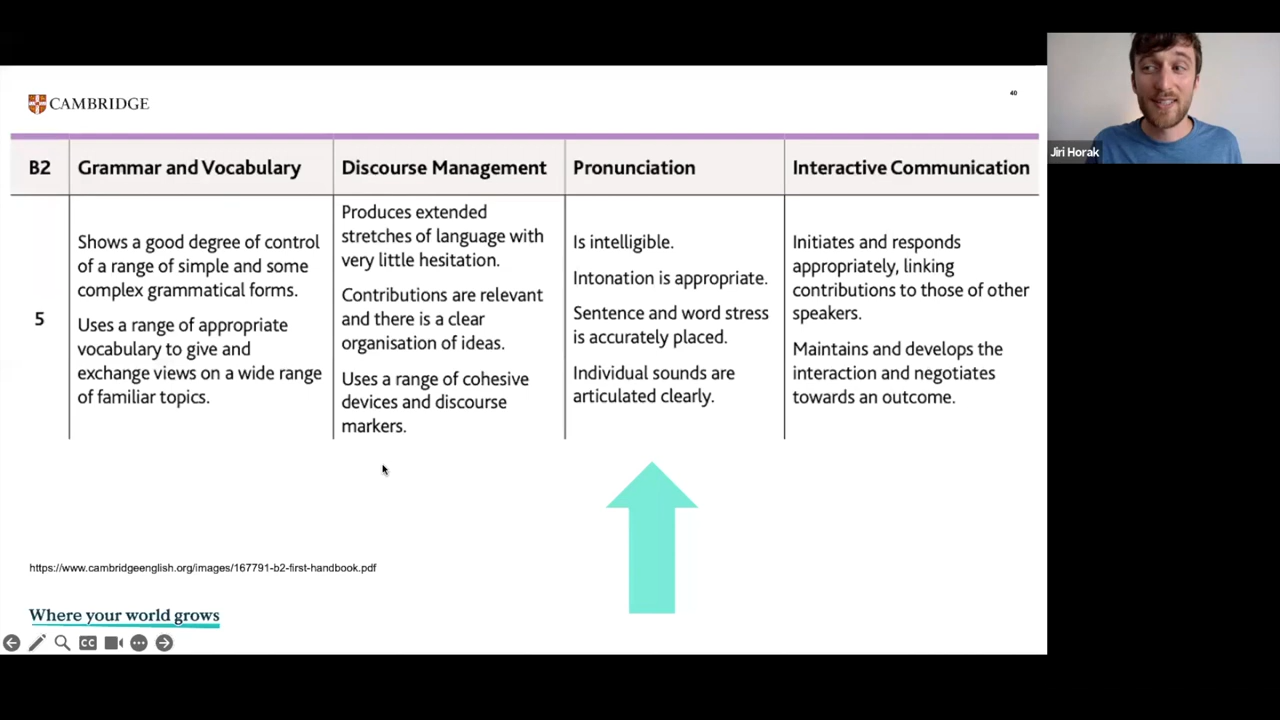 CAMBRIDGE
40
Jiri Horak
B2
Grammar and Vocabulary
Discourse Management
Pronunciation
Interactive Communication
5
Shows a good degree of control
of a range of simple and some
complex grammatical forms.
Uses a range of appropriate
vocabulary to give and
exchange views on a wide range
of familiar topics.
Produces extended
stretches of language with
very little hesitation.
Contributions are relevant
and there is a clear
organisation of ideas.
Uses a range of cohesive
devices and discourse
markers.
Is intelligible.
Intonation is appropriate.
Sentence and word stress
is accurately placed.
Individual sounds are
articulated clearly.
Initiates and responds
appropriately, linking
contributions to those of other
speakers.
Maintains and develops the
interaction and negotiates
towards an outcome.
https://www.cambridgeenglish.org/images/167791-b2-first-handbook.pdf
Where your world grows
CC